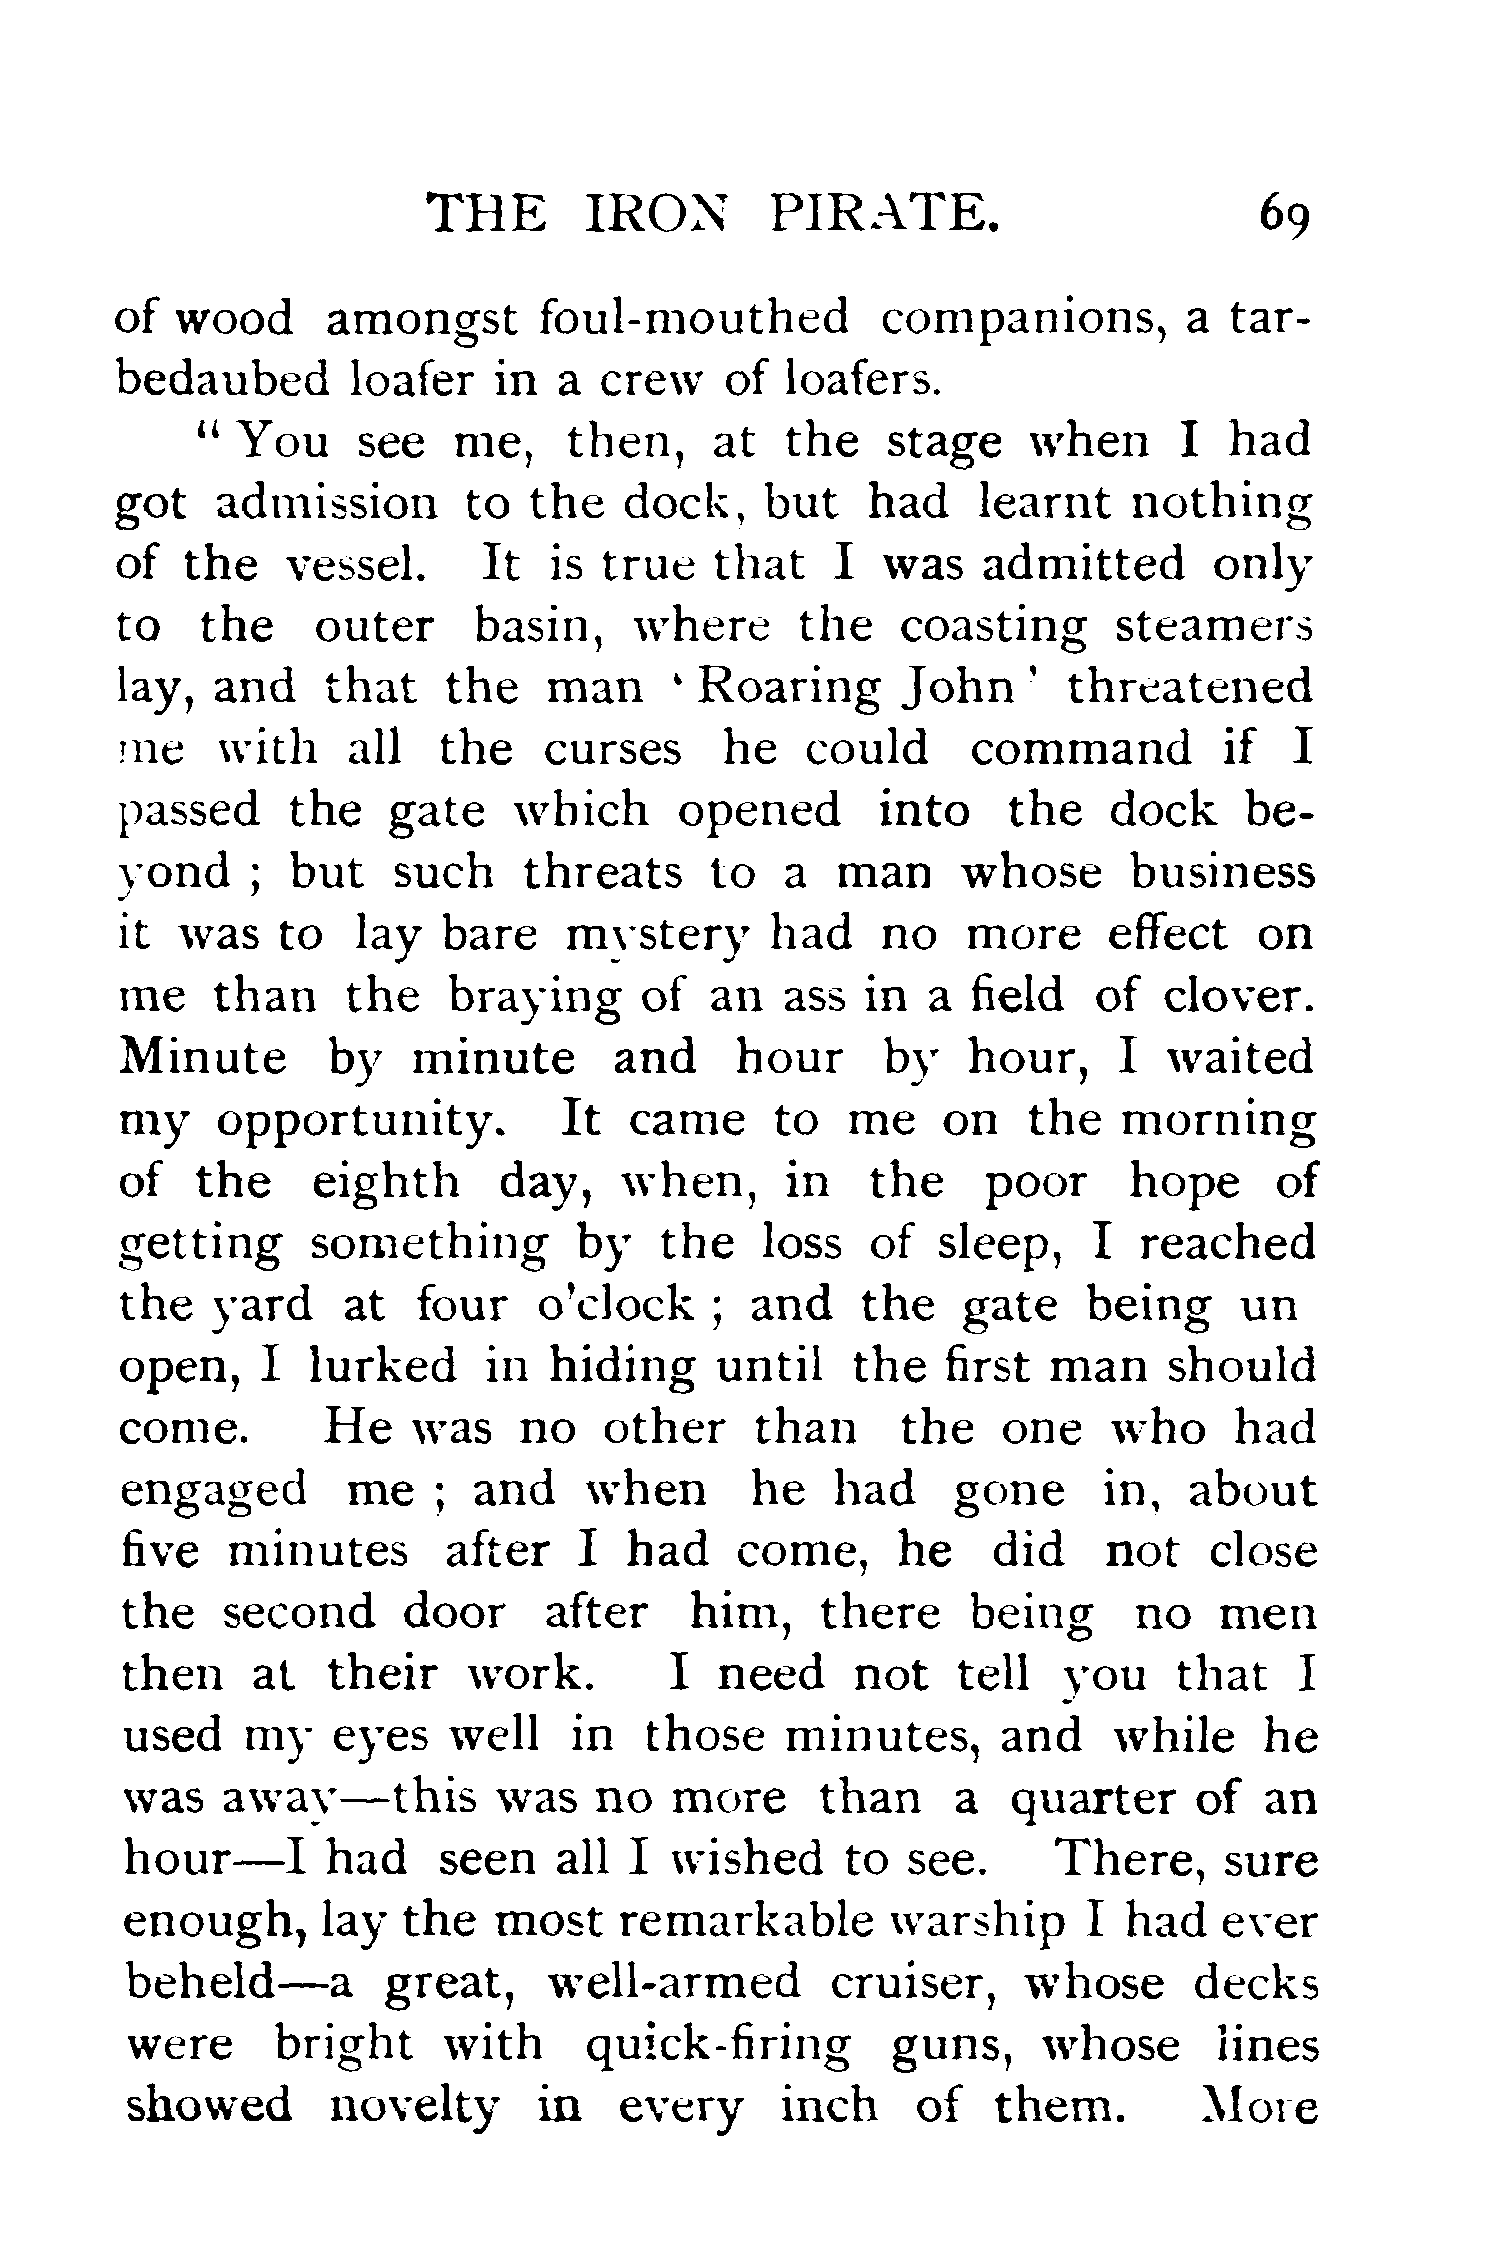 THE IRON PIRATE. 69
of wood amongst foul-mouthed companions, a tar-
bedaubed loafer in a crew of loafers.
“ You see me, then, at the stage when I had
got admission to the dock, but had learnt nothing
of the vessel. It is true that I was admitted only
to the outer basin, where the coasting steamers
lay, and that the man ‘ Roaring John ’ threatened
me with all the curses he could command if I
passed the gate which opened into the dock be-
yond ; but such threats to a man whose business
it was to lay bare mystery had no more effect on
me than the braying of an ass in a field of clover.
Minute by minute and hour by hour, I waited
my opportunity. It came to me on the morning
of the eighth day, when, in the poor hope of
getting something by the loss of sleep, I reached
the yard at four o’clock ; and the gate being un
open, I lurked in hiding until the first man should
come. He was no other than the one who had
engaged me ; and when he had gone in, about
five minutes after I had come, he did not close
the second door after him, there being no men
then at their work. I need not tell you that I
used my eyes well in those minutes, and while he
was away—this was no more than a quarter of an
hour—I had seen all I wished to see. There, sure
enough, lay the most remarkable warship I had ever
beheld—a great, well-armed cruiser, whose decks
were bright with quick-firing guns, whose lines
showed novelty in every inch of them. More